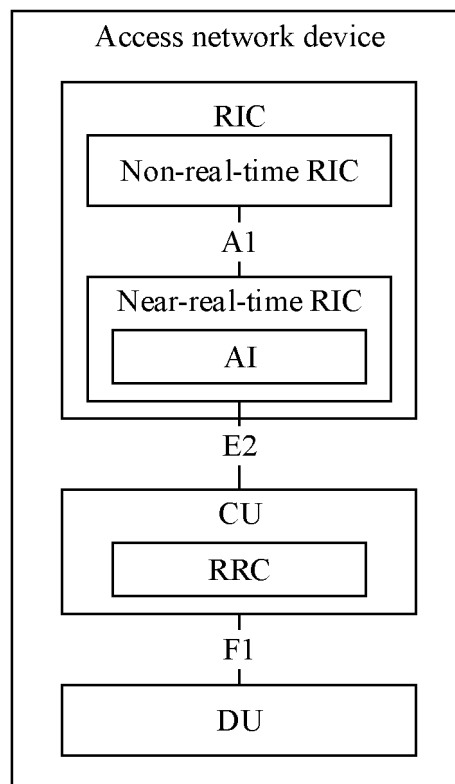 Access network device
RIC
Non-real-time RIC
A1
Near-real-time RIC
AI
E2
CU
RRC
F1
DU